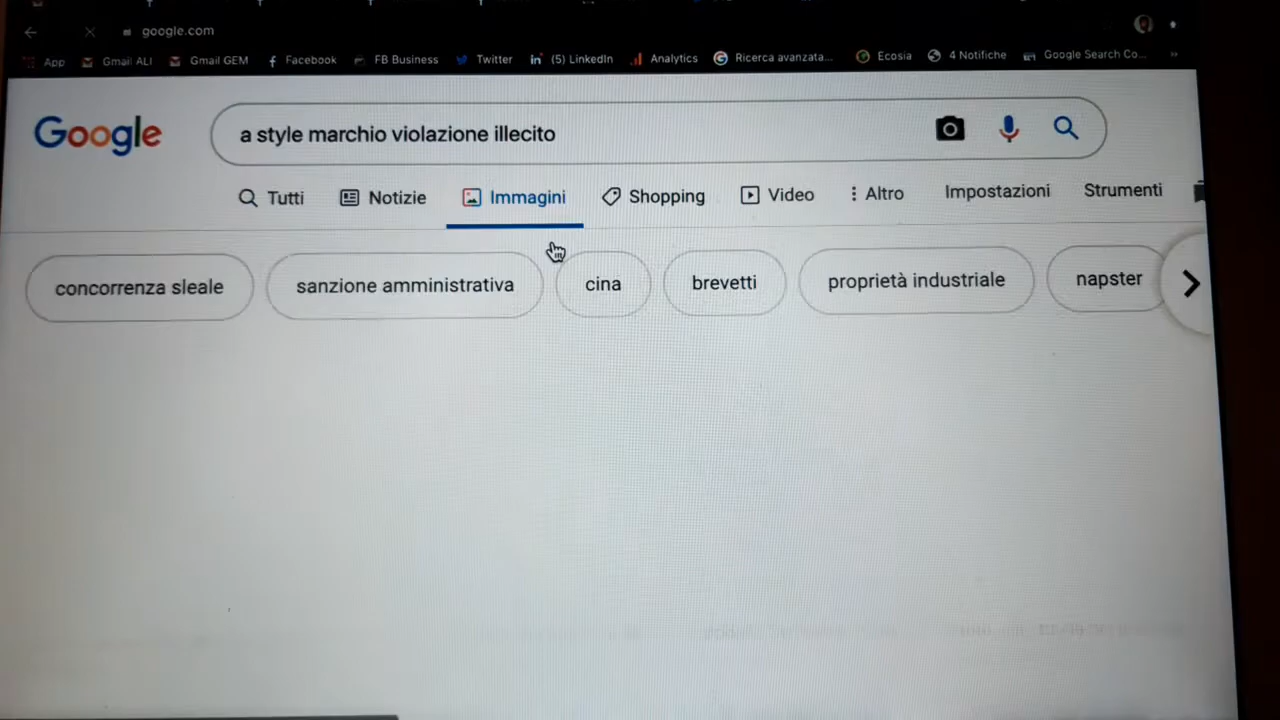 google.com
App Gmail ALI Gmail GEM Facebook FB Business Twitter (5) LinkedIn Analytics Ricerca avanzata... Ecosia 4 Notifiche Google Search Co... »
Google a style marchio violazione illecito
Tutti Notizie Immagini Shopping Video Altro Impostazioni Strumenti
concorrenza sleale sanzione amministrativa cina brevetti proprietà industriale napster